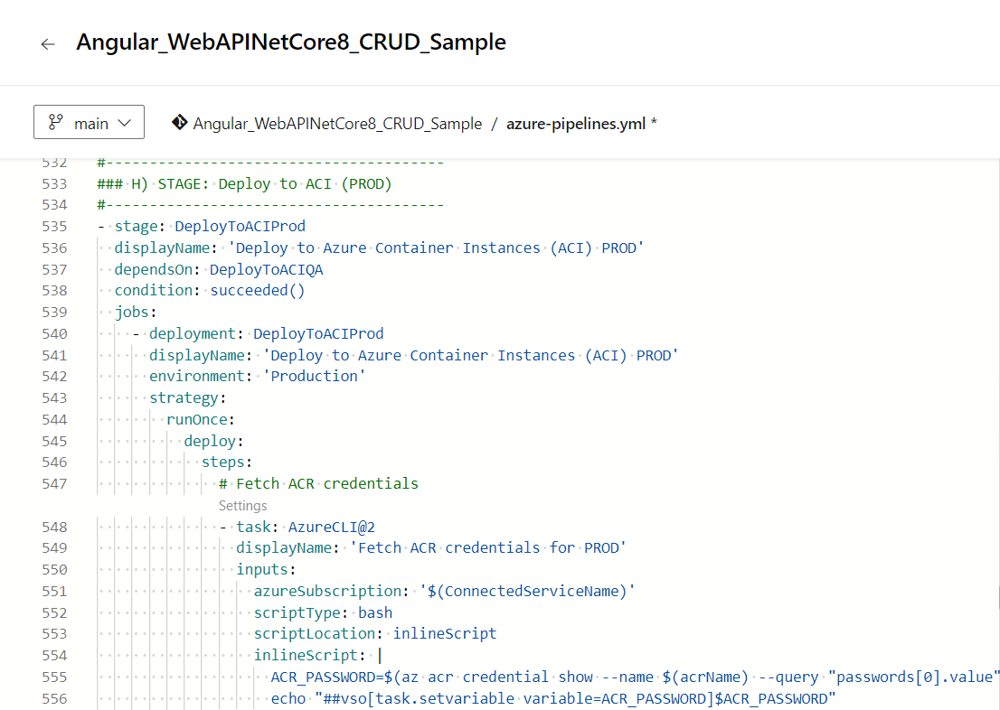 ← Angular_WebAPINetCore8_CRUD_Sample
main Angular_WebAPINetCore8_CRUD_Sample / azure-pipelines.yml *
532 #---------------------------------------
533 ### H) STAGE: Deploy to ACI (PROD)
534 #---------------------------------------
535 - stage: DeployToACIProd
536 displayName: 'Deploy to Azure Container Instances (ACI) PROD'
537 dependsOn: DeployToACIQA
538 condition: succeeded()
539 jobs:
540 - deployment: DeployToACIProd
541 displayName: 'Deploy to Azure Container Instances (ACI) PROD'
542 environment: 'Production'
543 strategy:
544 runOnce:
545 deploy:
546 steps:
547 # Fetch ACR credentials
Settings
548 - task: AzureCLI@2
549 displayName: 'Fetch ACR credentials for PROD'
550 inputs:
551 azureSubscription: '$(ConnectedServiceName)'
552 scriptType: bash
553 scriptLocation: inlineScript
554 inlineScript: |
555 ACR_PASSWORD=$(az acr credential show --name $(acrName) --query "passwords[0].value"
556 echo "##vso[task.setvariable variable=ACR_PASSWORD]$ACR_PASSWORD"